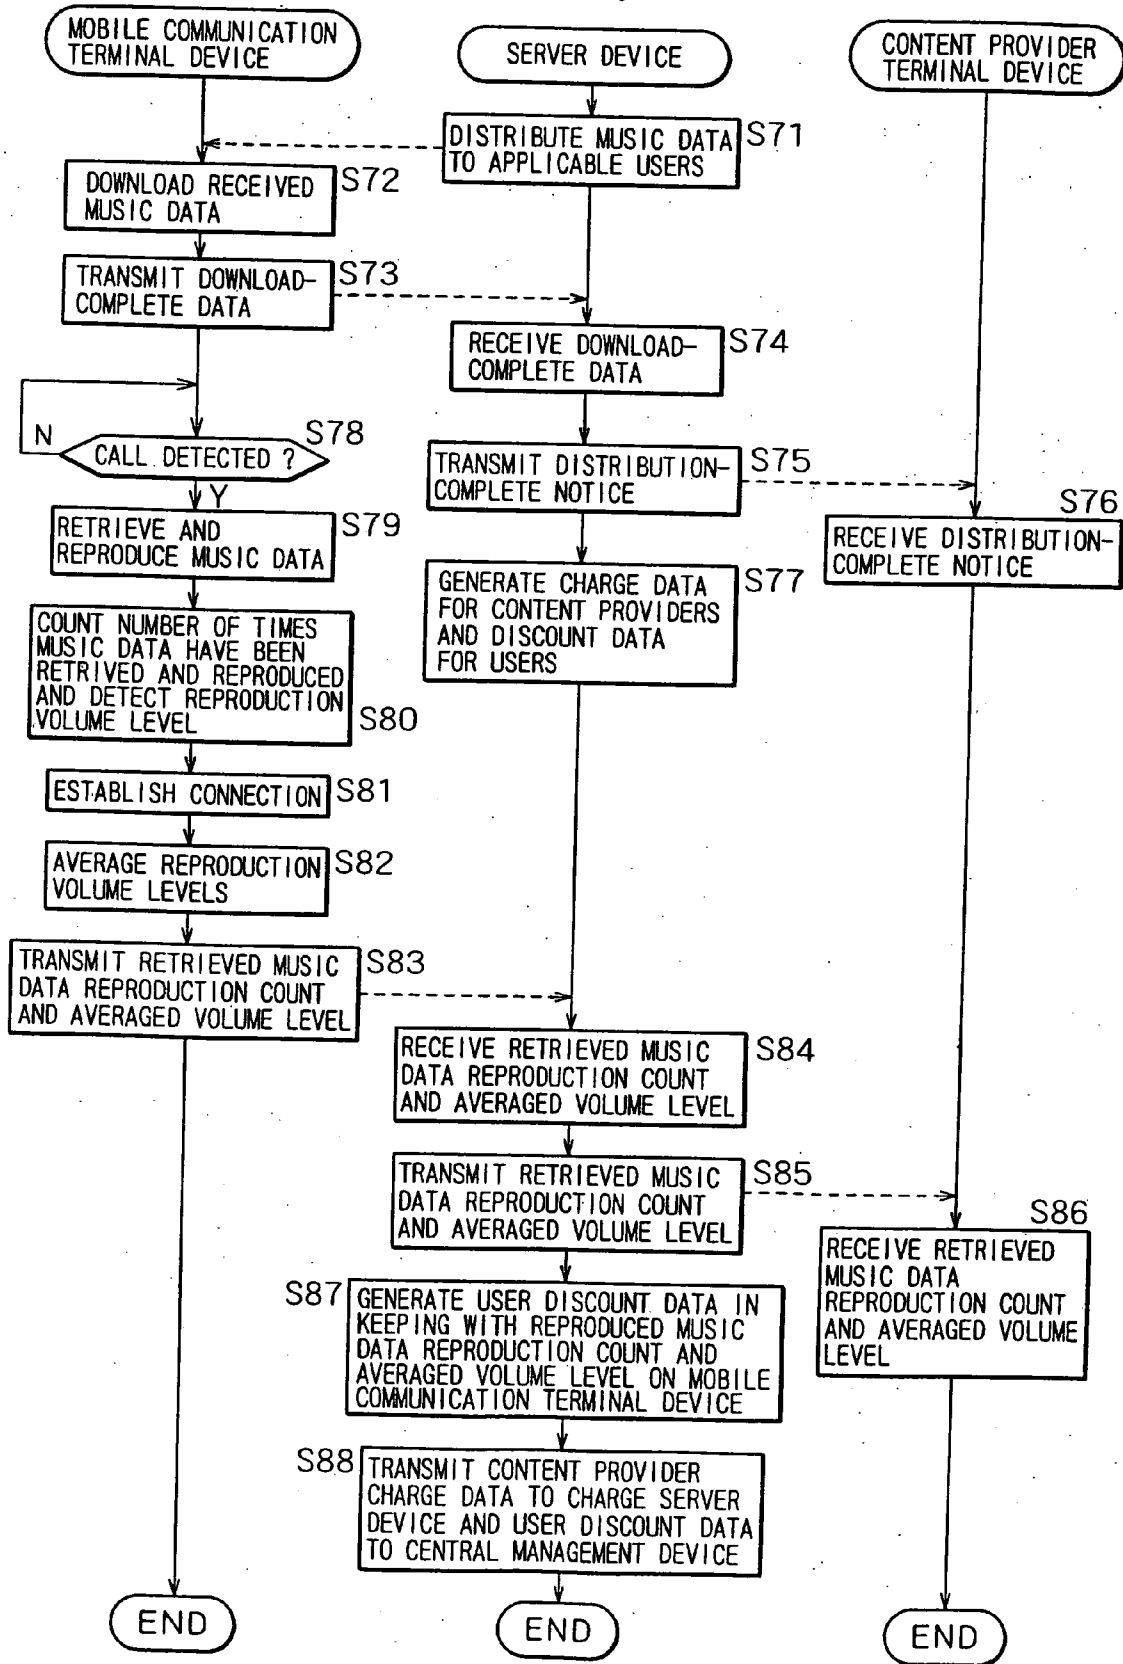 MOBILE COMMUNICATION
TERMINAL DEVICE
SERVER DEVICE
CONTENT PROVIDER
TERMINAL DEVICE
DISTRIBUTE MUSIC DATA
TO APPLICABLE USERS
S71
DOWNLOAD RECEIVED
MUSIC DATA
S72
TRANSMIT DOWNLOAD-
COMPLETE DATA
S73
RECEIVE DOWNLOAD-
COMPLETE DATA
S74
N
CALL DETECTED ?
S78
Y
TRANSMIT DISTRIBUTION-
COMPLETE NOTICE
S75
S76
RECEIVE DISTRIBUTION-
COMPLETE NOTICE
RETRIEVE AND
REPRODUCE MUSIC DATA
S79
GENERATE CHARGE DATA
FOR CONTENT PROVIDERS
AND DISCOUNT DATA
FOR USERS
S77
COUNT NUMBER OF TIMES
MUSIC DATA HAVE BEEN
RETRIVED AND REPRODUCED
AND DETECT REPRODUCTION
VOLUME LEVEL
S80
ESTABLISH CONNECTION
S81
AVERAGE REPRODUCTION
VOLUME LEVELS
S82
TRANSMIT RETRIEVED MUSIC
DATA REPRODUCTION COUNT
AND AVERAGED VOLUME LEVEL
S83
RECEIVE RETRIEVED MUSIC
DATA REPRODUCTION COUNT
AND AVERAGED VOLUME LEVEL
S84
TRANSMIT RETRIEVED MUSIC
DATA REPRODUCTION COUNT
AND AVERAGED VOLUME LEVEL
S85
S86
RECEIVE RETRIEVED
MUSIC DATA
REPRODUCTION COUNT
AND AVERAGED VOLUME
LEVEL
S87
GENERATE USER DISCOUNT DATA IN
KEEPING WITH REPRODUCED MUSIC
DATA REPRODUCTION COUNT AND
AVERAGED VOLUME LEVEL ON MOBILE
COMMUNICATION TERMINAL DEVICE
S88
TRANSMIT CONTENT PROVIDER
CHARGE DATA TO CHARGE SERVER
DEVICE AND USER DISCOUNT DATA
TO CENTRAL MANAGEMENT DEVICE
END
END
END